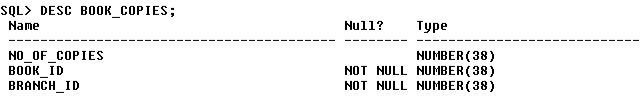 SQL> DESC BOOK_COPIES;
Name Null? Type
----------------------------------------- -------- ----------------------------
NO_OF_COPIES NUMBER(38)
BOOK_ID NOT NULL NUMBER(38)
BRANCH_ID NOT NULL NUMBER(38)